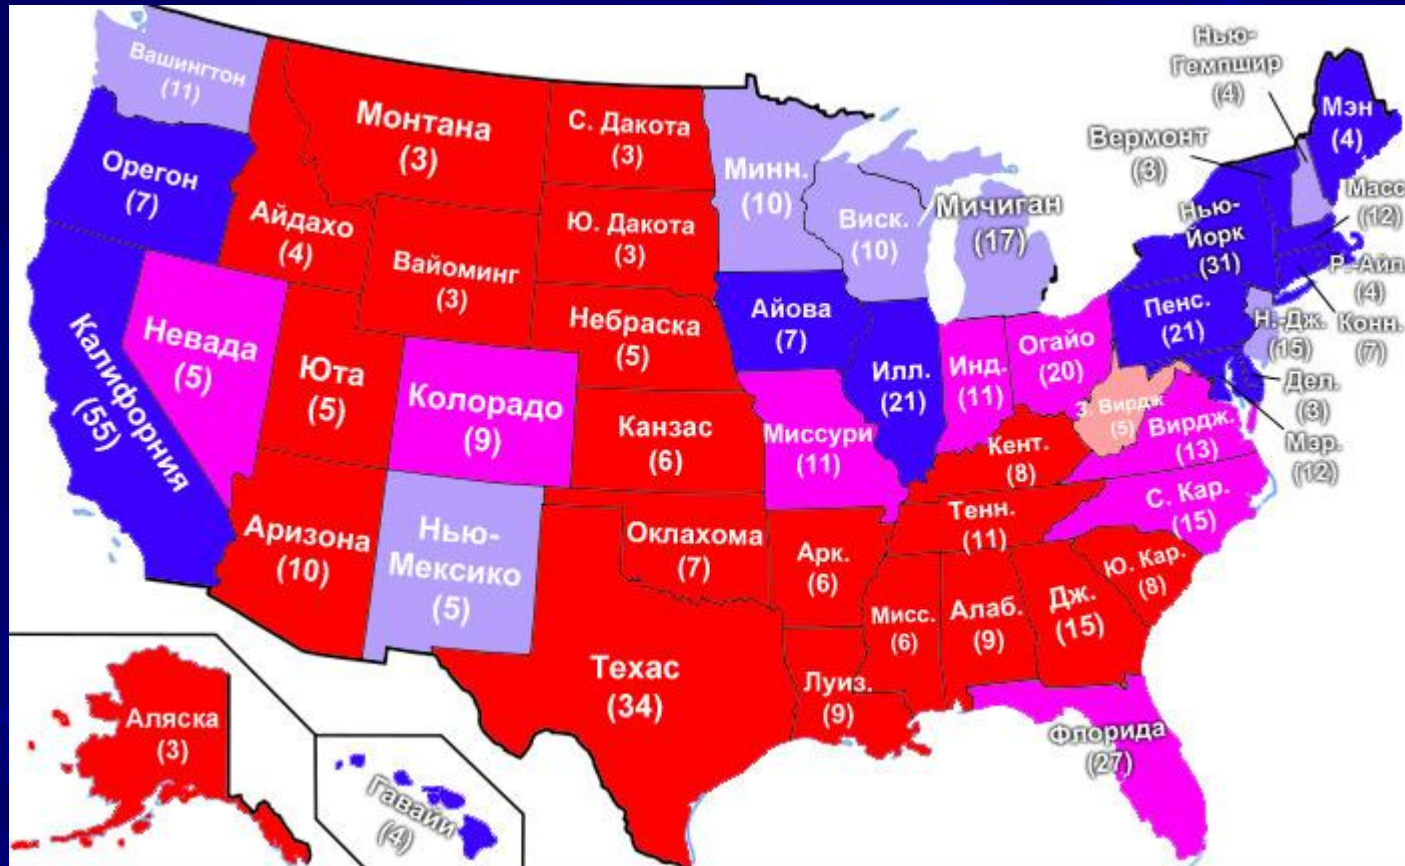 Вашингтон
(11)
Орегон
(7)
Калифорния
(55)
Невада
(5)
Айдахо
(4)
Монтана
(3)
Вайоминг
(3)
Юта
(5)
Колорадо
(9)
Аризона
(10)
Нью-
Мексико
(5)
С. Дакота
(3)
Ю. Дакота
(3)
Небраска
(5)
Канзас
(6)
Оклахома
(7)
Техас
(34)
Минн.
(10)
Айова
(7)
Миссури
(11)
Арк.
(6)
Луиз.
(9)
Виск.
(10)
Илл.
(21)
Мичиган
(17)
Инд.
(11)
Огайо
(20)
Кент.
(8)
Тенн.
(11)
Мисс.
(6)
Алаб.
(9)
Дж.
(15)
Флорида
(27)
Ю. Кар.
(8)
С. Кар.
(15)
Вирдж.
(13)
З. Вирдж
(5)
Пенс.
(21)
Нью-
Йорк
(31)
Вермонт
(3)
Нью-
Гемпшир
(4)
Мэн
(4)
Масс
(12)
Р.-Айл.
(4)
Конн.
(7)
Н.-Дж.
(15)
Дел.
(3)
Мэр.
(12)
Аляска
(3)
Гавайи
(4)